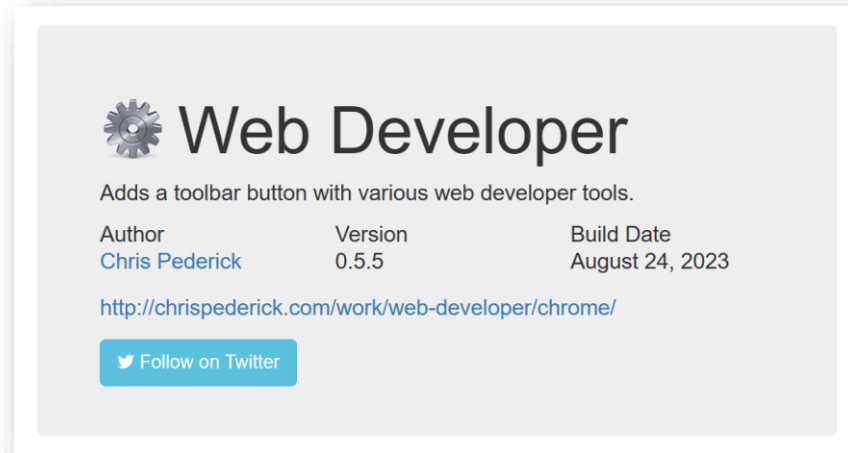 Web Developer
Adds a toolbar button with various web developer tools.
Author Version Build Date
Chris Pederick 0.5.5 August 24, 2023
http://chrispederick.com/work/web-developer/chrome/
Follow on Twitter